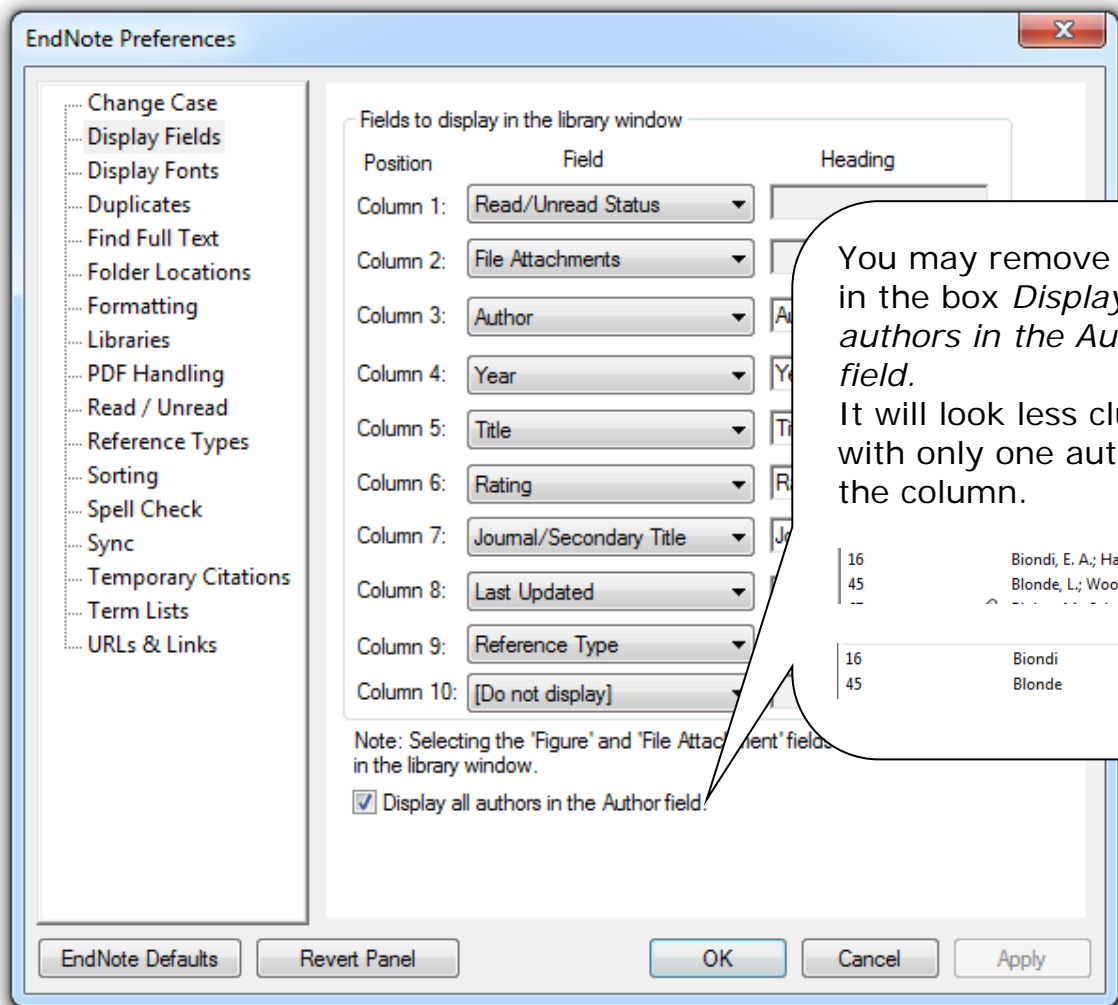 EndNote Preferences
Change Case
Display Fields
Display Fonts
Duplicates
Find Full Text
Folder Locations
Formatting
Libraries
PDF Handling
Read / Unread
Reference Types
Sorting
Spell Check
Sync
Temporary Citations
Term Lists
URLs & Links
Fields to display in the library window
Position Field Heading
Column 1: Read/Unread Status
Column 2: File Attachments
Column 3: Author
Column 4: Year
Column 5: Title
Column 6: Rating
Column 7: Journal/Secondary Title
Column 8: Last Updated
Column 9: Reference Type
Column 10: [Do not display]
Note: Selecting the 'Figure' and 'File Attachment' fields
in the library window.
Display all authors in the Author field.
EndNote Defaults Revert Panel OK Cancel Apply
You may remove
in the box Display
authors in the Au
field.
It will look less clu
with only one aut
the column.
16 Biondi, E. A.; Ha
45 Blonde, L.; Woo
16 Biondi
45 Blonde